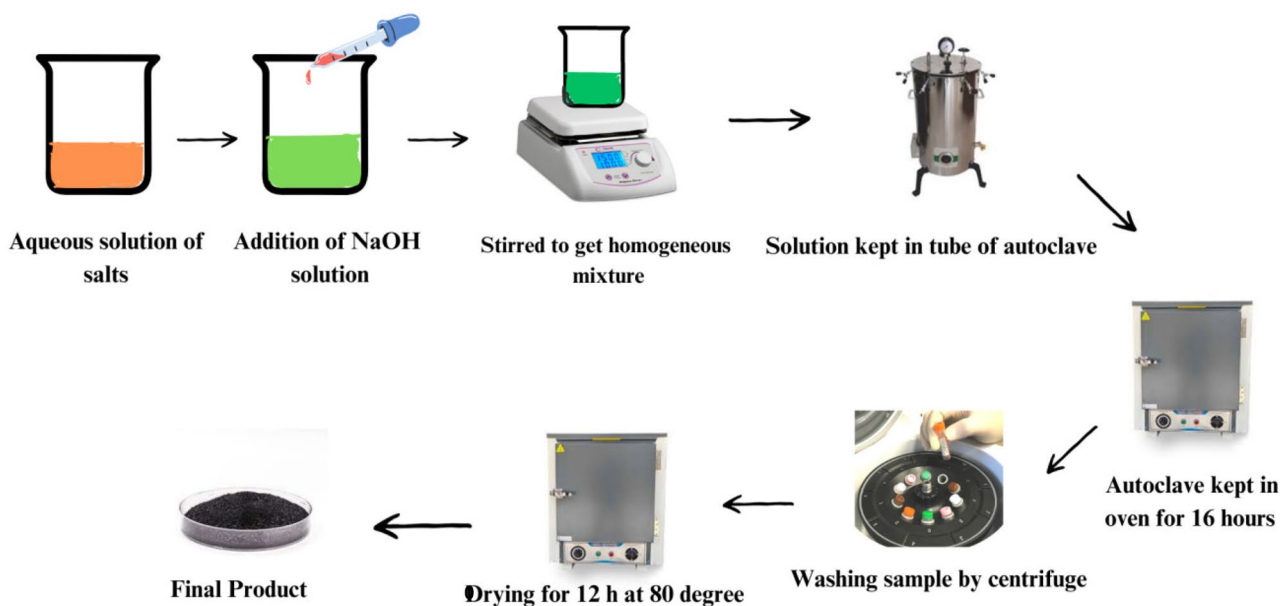 Aqueous solution of
salts
Addition of NaOH
solution
Stirred to get homogeneous
mixture
Solution kept in tube of autoclave
Autoclave kept in
oven for 16 hours
Washing sample by centrifuge
Drying for 12 h at 80 degree
Final Product